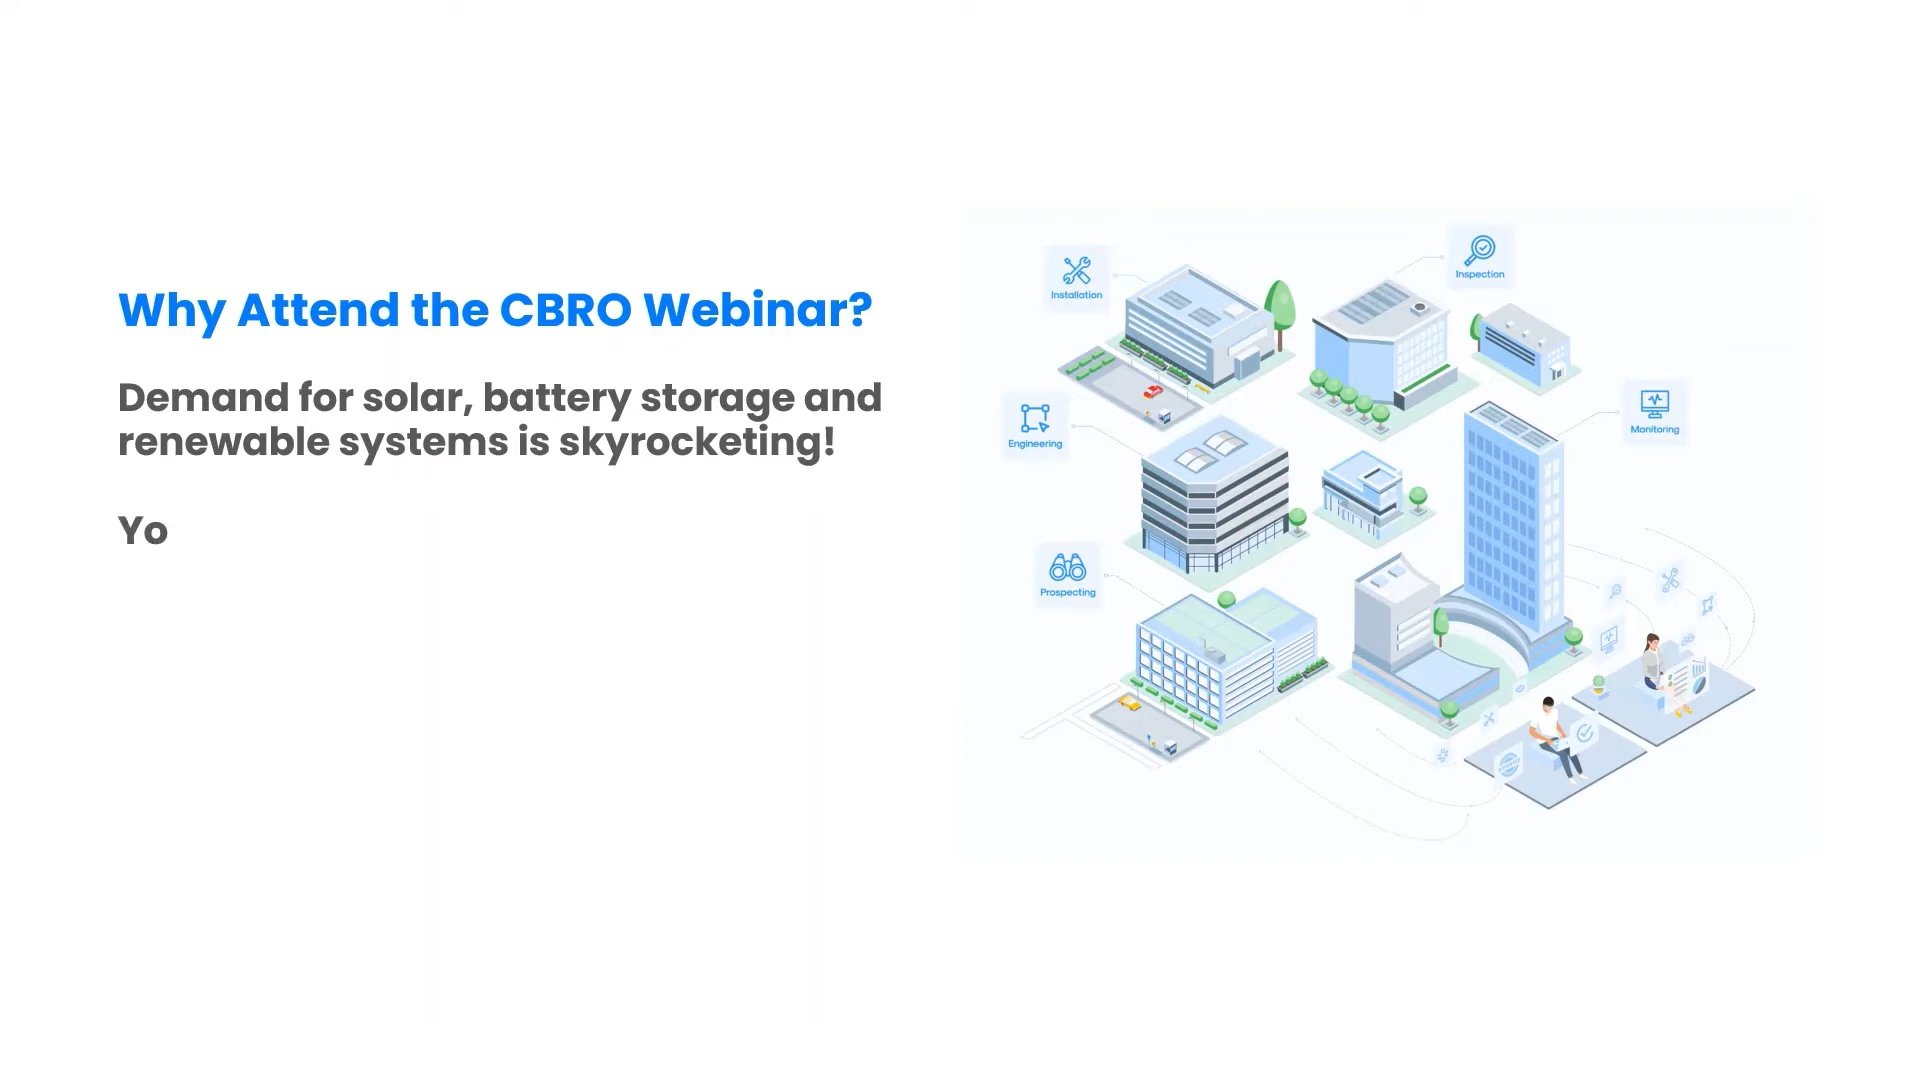 Why Attend the CBRO Webinar?
Demand for solar, battery storage and
renewable systems is skyrocketing!
Yo
Installation
Inspection
Engineering
Monitoring
Prospecting